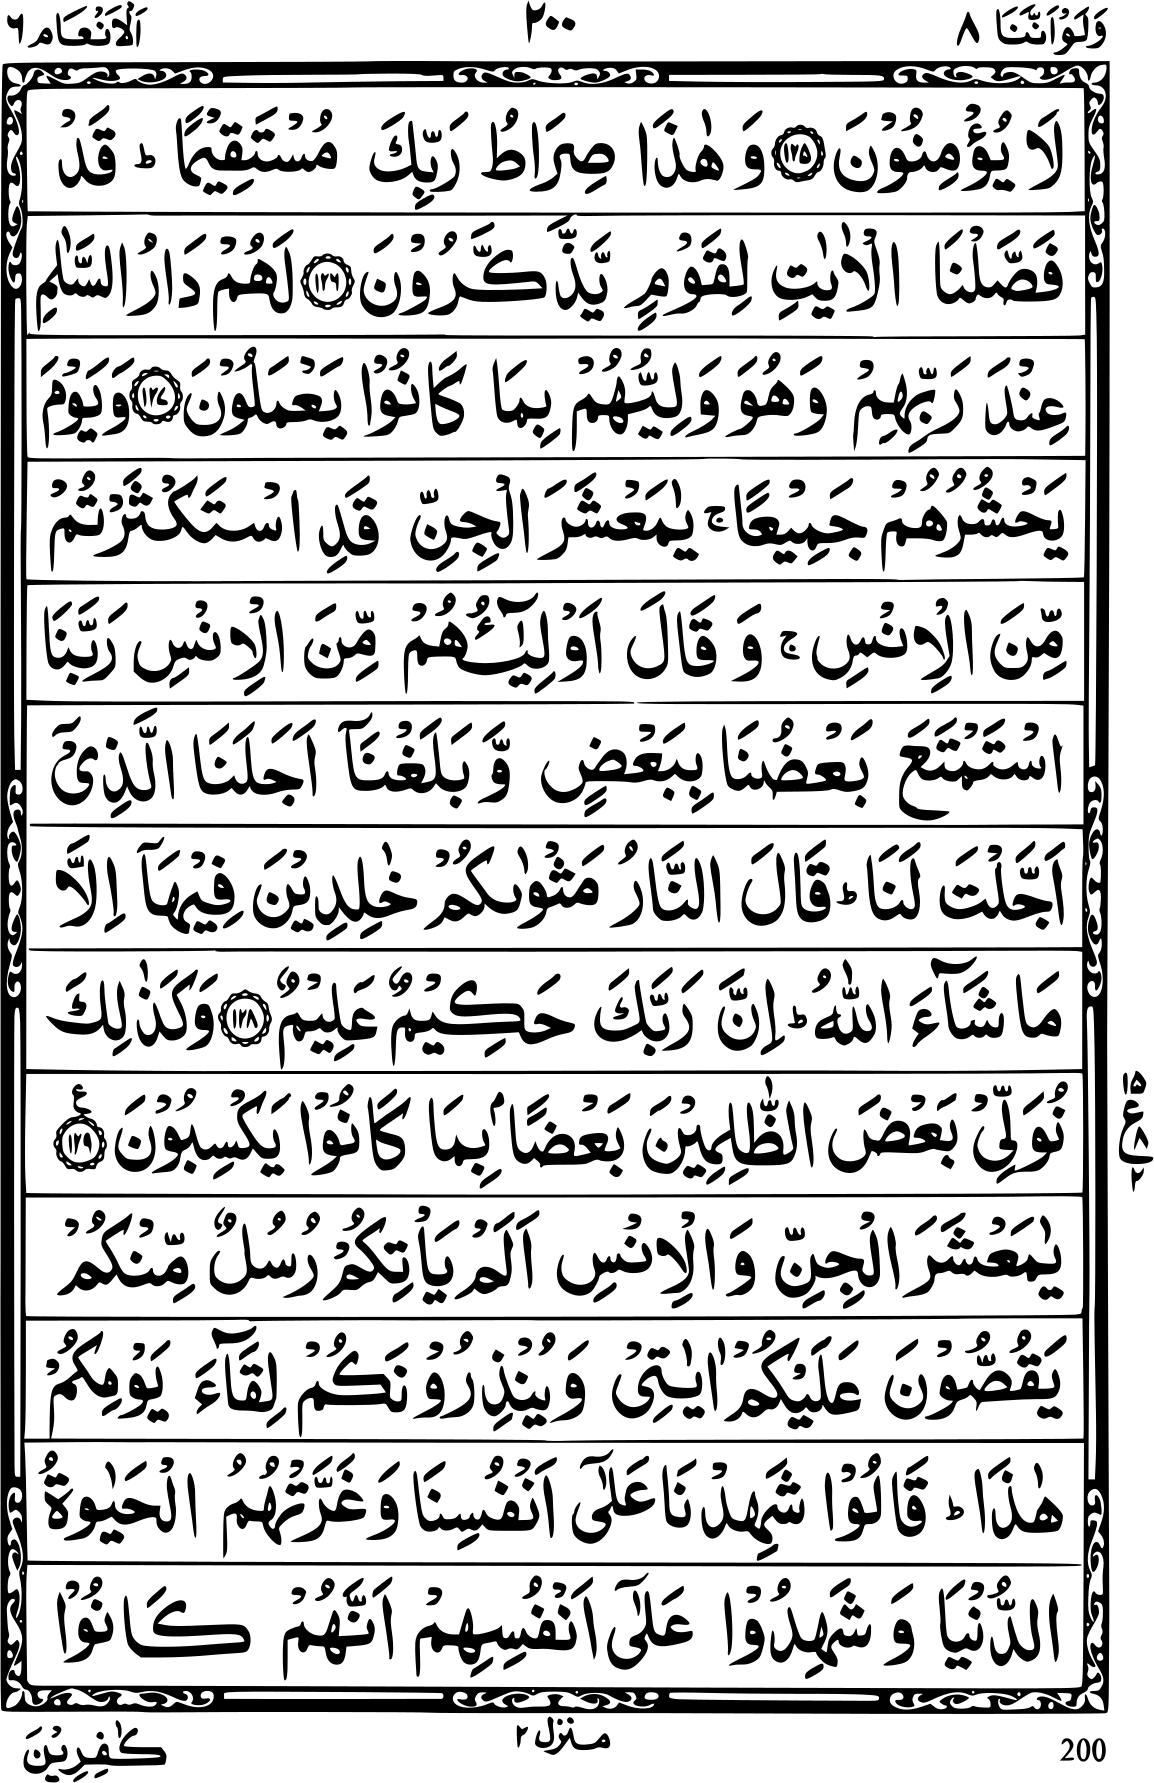 وَلَوْاَنَّنَا ٨ ٢٠٠ اَلْاَنْعَام ٦
لَا يُؤْمِنُوْنَ ۝١٢٥ وَ هٰذَا صِرَاطُ رَبِّكَ مُسْتَقِيْمًا ؕ قَدْ
فَصَّلْنَا الْاٰيٰتِ لِقَوْمٍ يَّذَّكَّرُوْنَ ۝١٢٦ لَهُمْ دَارُ السَّلٰمِ
عِنْدَ رَبِّهِمْ وَهُوَ وَلِيُّهُمْ بِمَا كَانُوْا يَعْمَلُوْنَ ۝١٢٧ وَيَوْمَ
يَحْشُرُهُمْ جَمِيْعًا ۚ يٰمَعْشَرَ الْجِنِّ قَدِ اسْتَكْثَرْتُمْ
مِّنَ الْاِنْسِ ۚ وَ قَالَ اَوْلِيٰٓـُٔهُمْ مِّنَ الْاِنْسِ رَبَّنَا
اسْتَمْتَعَ بَعْضُنَا بِبَعْضٍ وَّ بَلَغْنَآ اَجَلَنَا الَّذِىْٓ
اَجَّلْتَ لَنَا ؕ قَالَ النَّارُ مَثْوٰىكُمْ خٰلِدِيْنَ فِيْهَآ اِلَّا
مَا شَآءَ اللّٰهُ ؕ اِنَّ رَبَّكَ حَكِيْمٌ عَلِيْمٌ ۝١٢٨ وَكَذٰلِكَ
نُوَلِّىْ بَعْضَ الظّٰلِمِيْنَ بَعْضًاۢ بِمَا كَانُوْا يَكْسِبُوْنَ ۝١٢٩ ع
١٥ ع ٨ ٢
يٰمَعْشَرَ الْجِنِّ وَ الْاِنْسِ اَلَمْ يَاْتِكُمْ رُسُلٌ مِّنْكُمْ
يَقُصُّوْنَ عَلَيْكُمْ اٰيٰتِىْ وَ يُنْذِرُوْنَكُمْ لِقَآءَ يَوْمِكُمْ
هٰذَا ؕ قَالُوْا شَهِدْنَا عَلٰٓى اَنْفُسِنَا وَ غَرَّتْهُمُ الْحَيٰوةُ
الدُّنْيَا وَ شَهِدُوْا عَلٰٓى اَنْفُسِهِمْ اَنَّهُمْ كَانُوْا
200 منزل ٢ كٰفِرِيْنَ